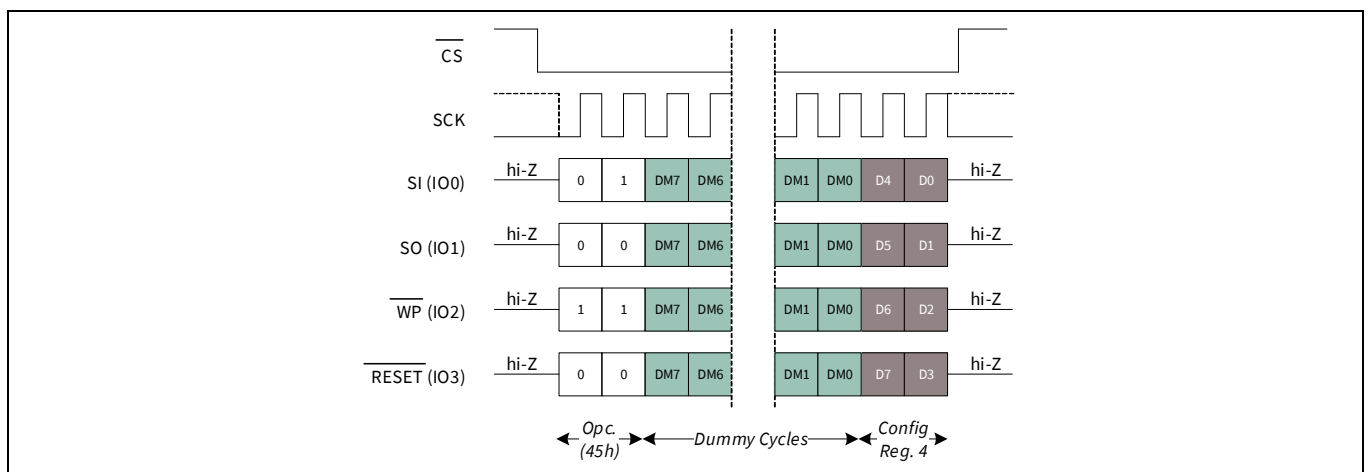 CS
SCK
SI (IO0) hi-Z 0 1 DM7 DM6 DM1 DM0 D4 D0 hi-Z
SO (IO1) hi-Z 0 0 DM7 DM6 DM1 DM0 D5 D1 hi-Z
WP (IO2) hi-Z 1 1 DM7 DM6 DM1 DM0 D6 D2 hi-Z
RESET (IO3) hi-Z 0 0 DM7 DM6 DM1 DM0 D7 D3 hi-Z
Opc. Dummy Cycles Config
(45h) Reg. 4